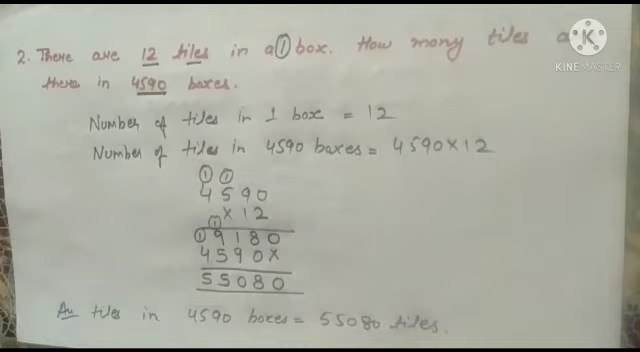 2. There are 12 tiles in a 1 box. How many tiles a
there in 4590 boxes.
K
KINEMASTER
Number of tiles in 1 box = 12
Number of tiles in 4590 boxes = 4590×12
1 1
4590
×12
1
1 9180
4590×
55080
Ans tiles in 4590 boxes = 55080 tiles.